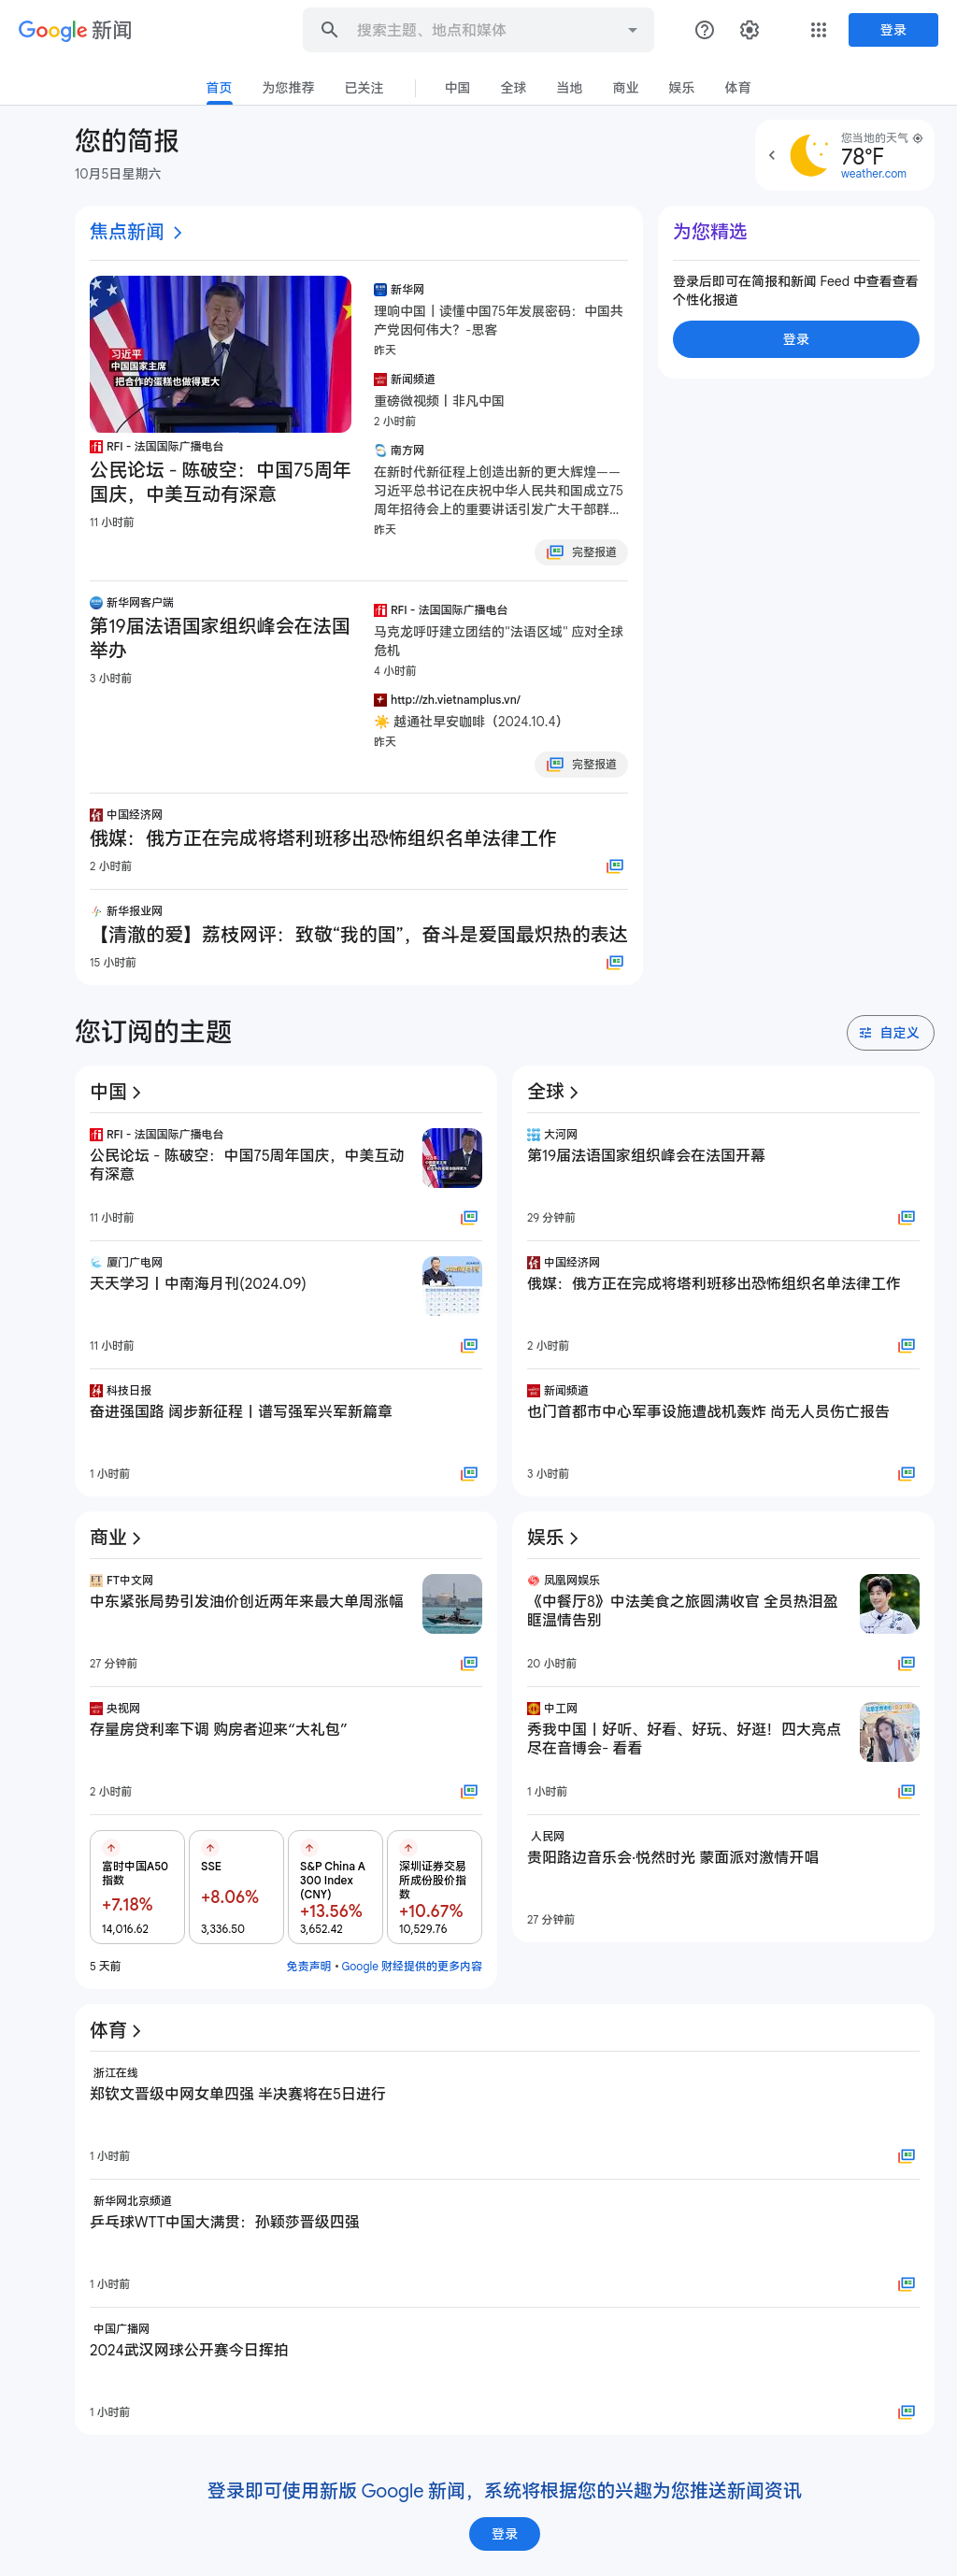 Google 新闻
搜索主题、地点和媒体
登录
首页
为您推荐
已关注
中国
全球
当地
商业
娱乐
体育
您的简报
10月5日星期六
您当地的天气
78°F
weather.com
焦点新闻
习近平
中国国家主席
把合作的蛋糕也做得更大
RFI - 法国国际广播电台
公民论坛 - 陈破空：中国75周年
国庆，中美互动有深意
11 小时前
新华网
理响中国丨读懂中国75年发展密码：中国共
产党因何伟大？-思客
昨天
新闻频道
重磅微视频丨非凡中国
2 小时前
南方网
在新时代新征程上创造出新的更大辉煌——
习近平总书记在庆祝中华人民共和国成立75
周年招待会上的重要讲话引发广大干部群...
昨天
完整报道
新华网客户端
第19届法语国家组织峰会在法国
举办
3 小时前
RFI - 法国国际广播电台
马克龙呼吁建立团结的"法语区域" 应对全球
危机
4 小时前
http://zh.vietnamplus.vn/
☀️ 越通社早安咖啡（2024.10.4）
昨天
完整报道
中国经济网
俄媒：俄方正在完成将塔利班移出恐怖组织名单法律工作
2 小时前
新华报业网
【清澈的爱】荔枝网评：致敬“我的国”，奋斗是爱国最炽热的表达
15 小时前
为您精选
登录后即可在简报和新闻 Feed 中查看查看
个性化报道
登录
您订阅的主题
自定义
中国
RFI - 法国国际广播电台
公民论坛 - 陈破空：中国75周年国庆，中美互动
有深意
11 小时前
厦门广电网
天天学习丨中南海月刊(2024.09)
11 小时前
科技日报
奋进强国路 阔步新征程丨谱写强军兴军新篇章
1 小时前
全球
大河网
第19届法语国家组织峰会在法国开幕
29 分钟前
中国经济网
俄媒：俄方正在完成将塔利班移出恐怖组织名单法律工作
2 小时前
新闻频道
也门首都市中心军事设施遭战机轰炸 尚无人员伤亡报告
3 小时前
商业
FT中文网
中东紧张局势引发油价创近两年来最大单周涨幅
27 分钟前
央视网
存量房贷利率下调 购房者迎来“大礼包”
2 小时前
富时中国A50
指数
+7.18%
14,016.62
SSE
+8.06%
3,336.50
S&P China A
300 Index
(CNY)
+13.56%
3,652.42
深圳证券交易
所成份股价指
数
+10.67%
10,529.76
5 天前
免责声明 • Google 财经提供的更多内容
娱乐
凤凰网娱乐
《中餐厅8》中法美食之旅圆满收官 全员热泪盈
眶温情告别
20 小时前
中工网
秀我中国丨好听、好看、好玩、好逛！四大亮点
尽在音博会- 看看
1 小时前
人民网
贵阳路边音乐会·悦然时光 蒙面派对激情开唱
27 分钟前
体育
浙江在线
郑钦文晋级中网女单四强 半决赛将在5日进行
1 小时前
新华网北京频道
乒乓球WTT中国大满贯：孙颖莎晋级四强
1 小时前
中国广播网
2024武汉网球公开赛今日挥拍
1 小时前
登录即可使用新版 Google 新闻，系统将根据您的兴趣为您推送新闻资讯
登录